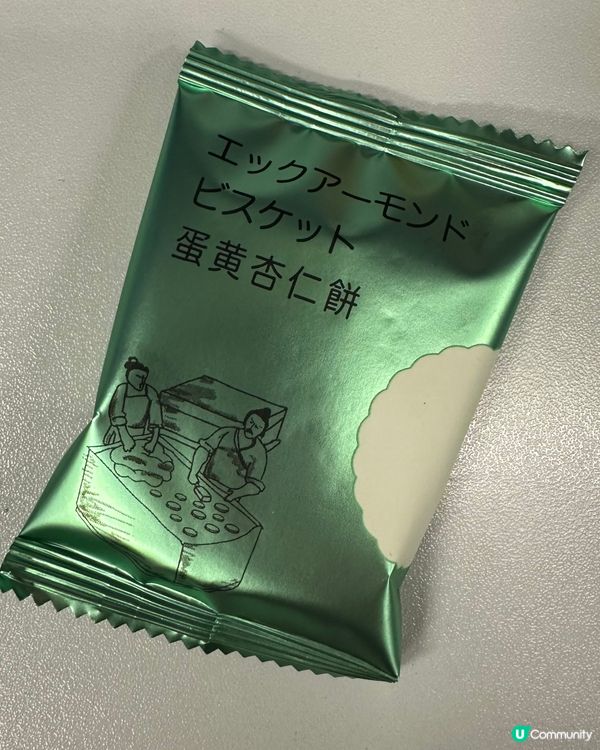 エックアーモンド
ビスケット
蛋黄杏仁餅
U Community